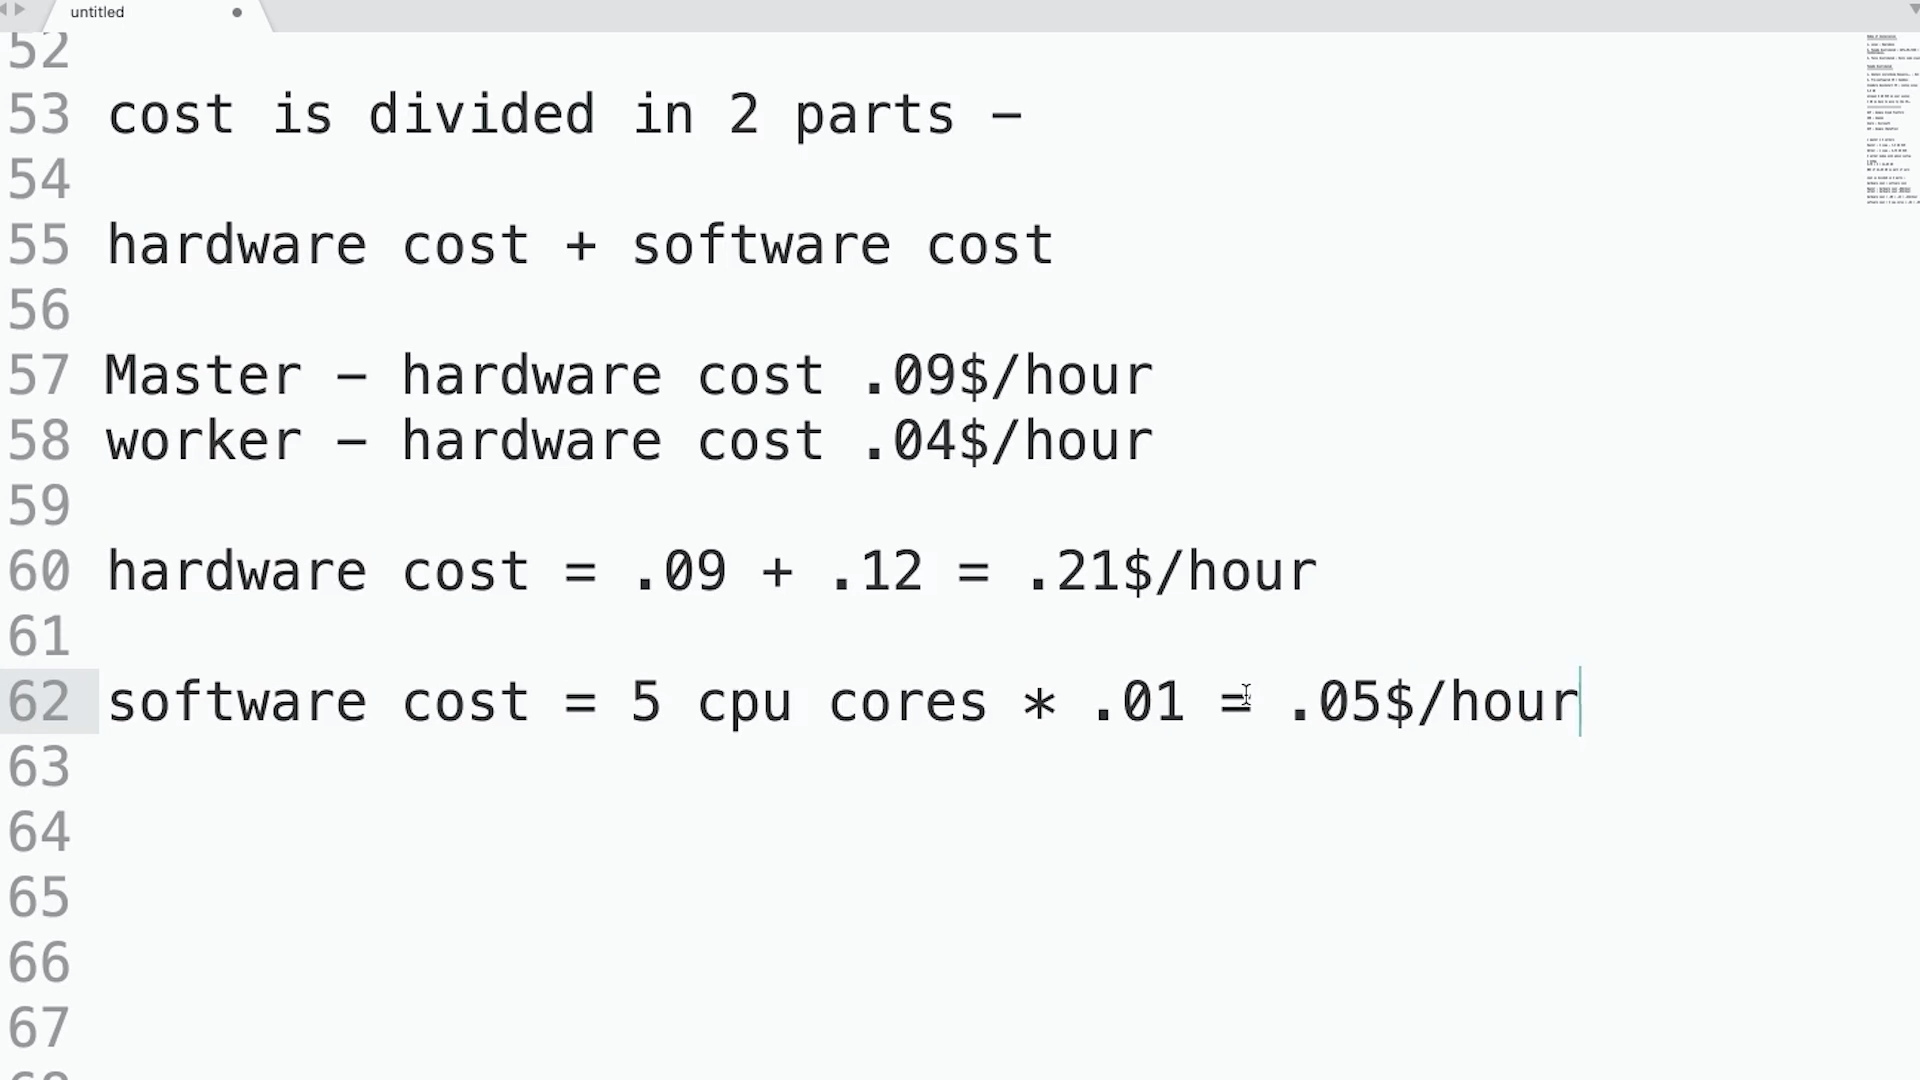 untitled
52
53 cost is divided in 2 parts -
54
55 hardware cost + software cost
56
57 Master - hardware cost .09$/hour
58 worker - hardware cost .04$/hour
59
60 hardware cost = .09 + .12 = .21$/hour
61
62 software cost = 5 cpu cores * .01 = .05$/hour
63
64
65
66
67